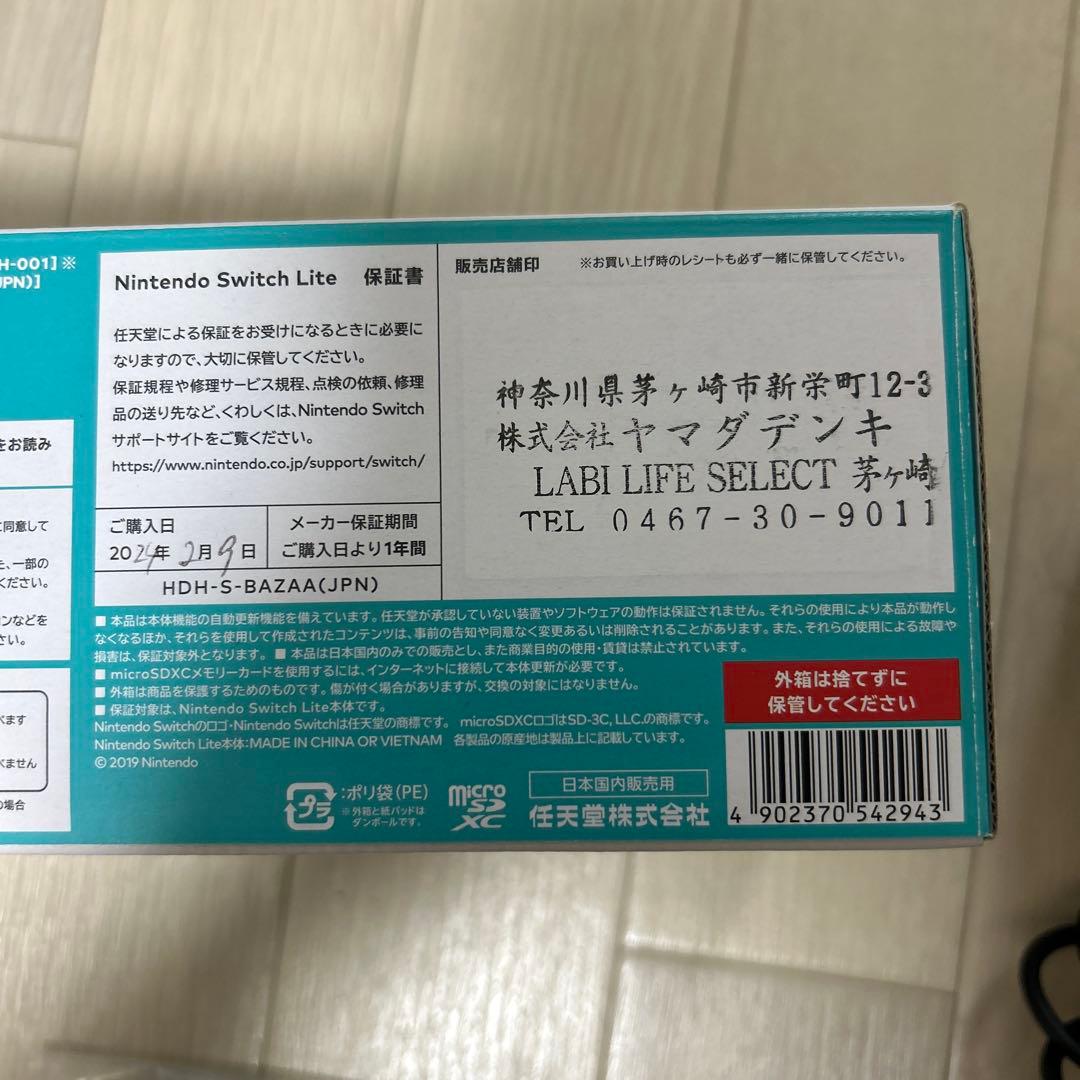 H-001]※
JPN)]
をお読み
に同意して
た、一部の
ください。
ンなどを
さい。
べます
べません
の場合
Nintendo Switch Lite 保証書
任天堂による保証をお受けになるときに必要に
なりますので、大切に保管してください。
保証規程や修理サービス規程、点検の依頼、修理
品の送り先など、くわしくは、Nintendo Switch
サポートサイトをご覧ください。
https://www.nintendo.co.jp/support/switch/
ご購入日
2024年2月9日
メーカー保証期間
ご購入日より1年間
HDH-S-BAZAA(JPN)
販売店舗印 ※お買い上げ時のレシートも必ず一緒に保管してください。
神奈川県茅ヶ崎市新栄町12-3
株式会社ヤマダデンキ
LABI LIFE SELECT 茅ヶ崎
TEL 0467-30-9011
■ 本品は本体機能の自動更新機能を備えています。任天堂が承認していない装置やソフトウェアの動作は保証されません。それらの使用により本品が動作し
なくなるほか、それらを使用して作成されたコンテンツは、事前の告知や同意なく変更あるいは削除されることがあります。また、それらの使用による故障や
損害は、保証対象外となります。 ■ 本品は日本国内のみでの販売とし、また商業目的の使用・賃貸は禁止されています。
■ microSDXCメモリーカードを使用するには、インターネットに接続して本体更新が必要です。
■ 外箱は商品を保護するためのものです。傷が付く場合がありますが、交換の対象にはなりません。
■ 保証対象は、Nintendo Switch Lite本体です。
Nintendo Switchのロゴ・Nintendo Switchは任天堂の商標です。 microSDXCロゴはSD-3C, LLC.の商標です。
Nintendo Switch Lite本体:MADE IN CHINA OR VIETNAM 各製品の原産地は製品上に記載しています。
© 2019 Nintendo
外箱は捨てずに
保管してください
プラ
:ポリ袋(PE)
※外箱と紙パッドは
ダンボールです。
micro
SD
XC
日本国内販売用
任天堂株式会社
4 902370 542943